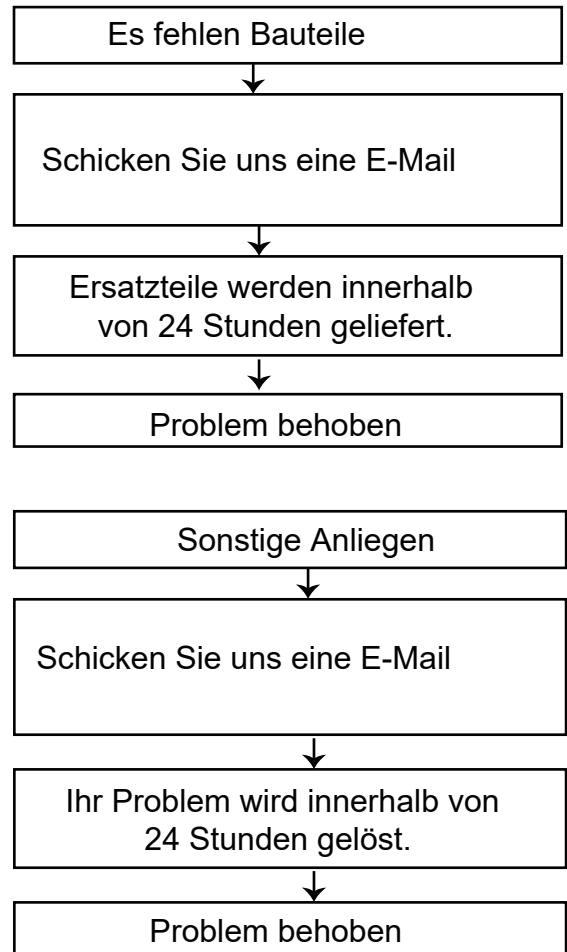 Es fehlen Bauteile
Schicken Sie uns eine E-Mail
Ersatzteile werden innerhalb
von 24 Stunden geliefert.
Problem behoben
Sonstige Anliegen
Schicken Sie uns eine E-Mail
Ihr Problem wird innerhalb von
24 Stunden gelöst.
Problem behoben